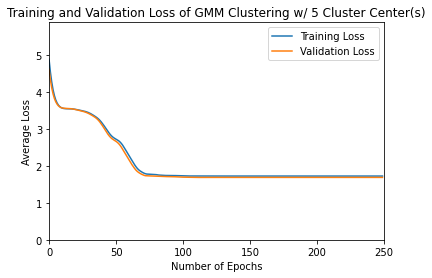 Training and Validation Loss of GMM Clustering w/ 5 Cluster Center(s)
Training Loss
Validation Loss
Average Loss
5
4
3
2
1
0
0 50 100 150 200 250
Number of Epochs